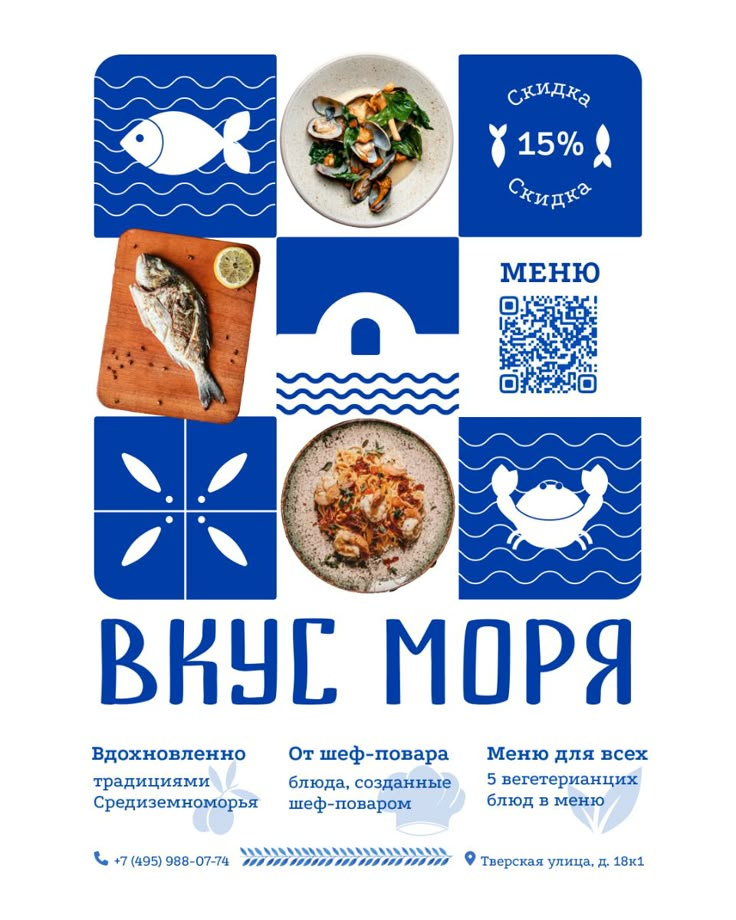 Скидка
15%
Скидка
МЕНЮ
ВКУС МОРЯ
Вдохновленно
традициями
Средиземноморья
От шеф-повара
блюда, созданные
шеф-поваром
Меню для всех
5 вегетерианцих
блюд в меню
+7 (495) 988-07-74
Тверская улица, д. 18к1